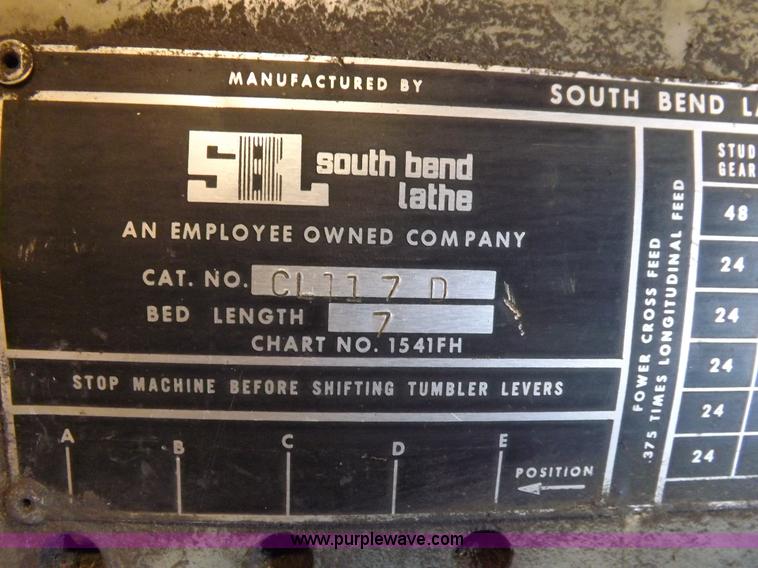 MANUFACTURED BY
SOUTH BEND LA
SBL south bend
lathe
AN EMPLOYEE OWNED COMPANY
CAT. NO. CL117D
BED LENGTH 7
CHART NO. 1541FH
STOP MACHINE BEFORE SHIFTING TUMBLER LEVERS
A B C D E
POSITION
POWER CROSS FEED
.375 TIMES LONGITUDINAL FEED
STUD
GEAR
48
24
24
24
24
24
www.purplewave.com